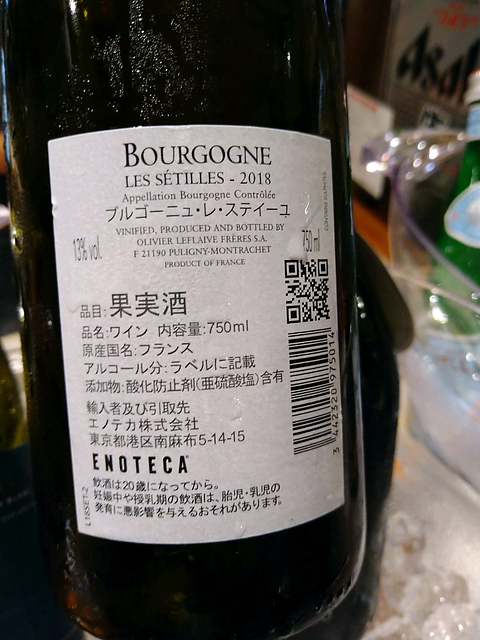 BOURGOGNE
LES SÉTILLES - 2018
Appellation Bourgogne Contrôlée
ブルゴーニュ・レ・スティーユ
VINIFIED, PRODUCED AND BOTTLED BY
OLIVIER LEFLAIVE FRÈRES S.A.
F 21190 PULIGNY-MONTRACHET
PRODUCT OF FRANCE
13% vol.
750 ml
CONTAINS SULPHITES
品目:果実酒
品名:ワイン 内容量:750ml
原産国名:フランス
アルコール分:ラベルに記載
添加物:酸化防止剤(亜硫酸塩)含有
輸入者及び引取先
エノテカ株式会社
東京都港区南麻布5-14-15
ENOTECA
飲酒は20歳になってから。
妊娠中や授乳期の飲酒は、胎児・乳児の
発育に悪影響を与えるおそれがあります。
3 442320 975014
Asa